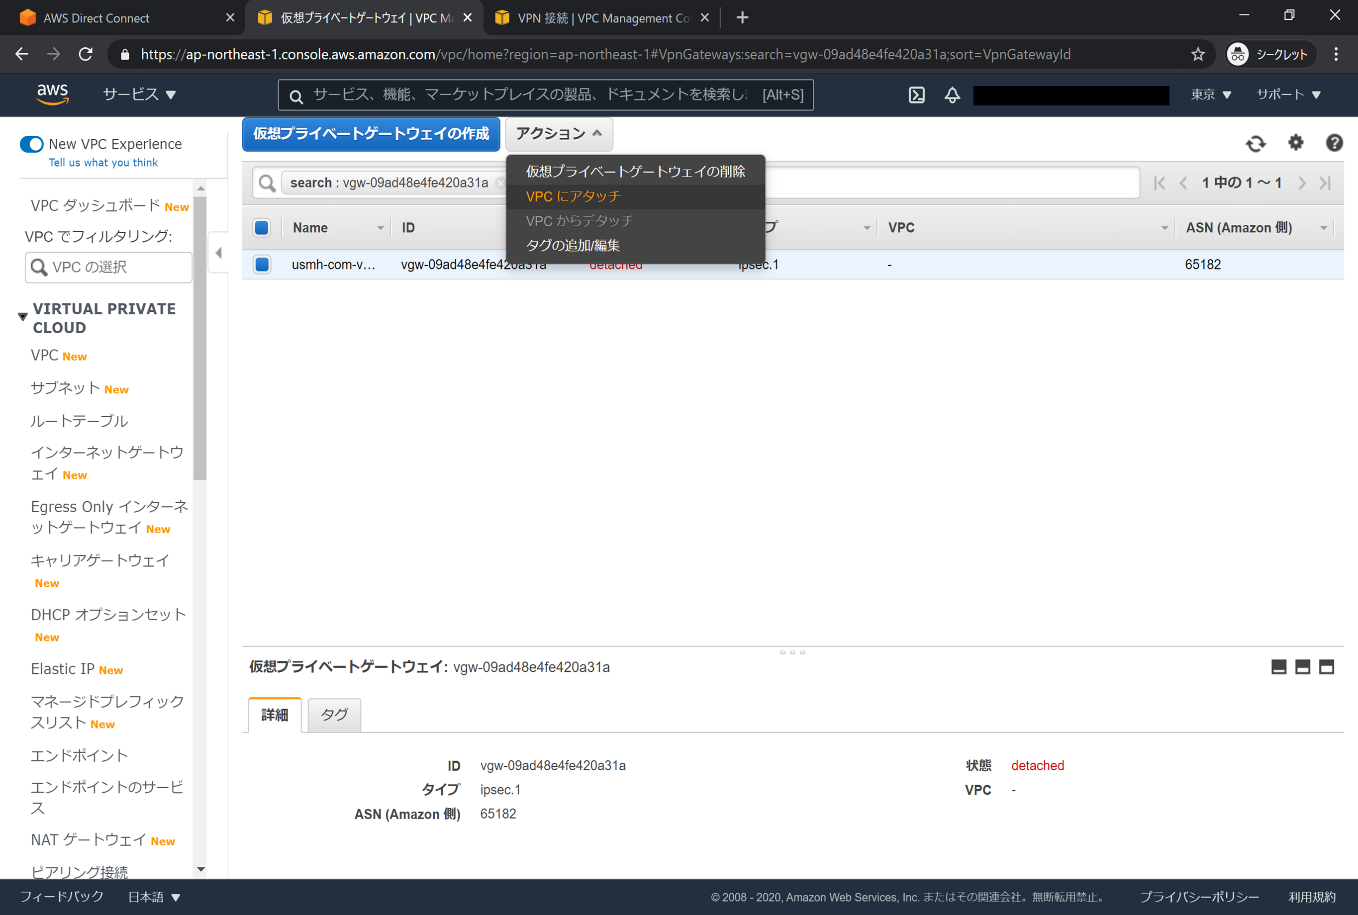 AWS Direct Connect
仮想プライベートゲートウェイ | VPC Ma
VPN 接続 | VPC Management Co
https://ap-northeast-1.console.aws.amazon.com/vpc/home?region=ap-northeast-1#VpnGateways:search=vgw-09ad48e4fe420a31a;sort=VpnGatewayId
シークレット
aws
サービス
サービス、機能、マーケットプレイスの製品、ドキュメントを検索し
[Alt+S]
東京
サポート
New VPC Experience
Tell us what you think
VPC ダッシュボード New
VPC でフィルタリング:
VPC の選択
VIRTUAL PRIVATE
CLOUD
VPC New
サブネット New
ルートテーブル
インターネットゲートウ
ェイ New
Egress Only インターネ
ットゲートウェイ New
キャリアゲートウェイ
New
DHCP オプションセット
New
Elastic IP New
マネージドプレフィック
スリスト New
エンドポイント
エンドポイントのサービ
ス
NAT ゲートウェイ New
ピアリング接続
仮想プライベートゲートウェイの作成
アクション
仮想プライベートゲートウェイの削除
VPC にアタッチ
VPC からデタッチ
タグの追加/編集
search : vgw-09ad48e4fe420a31a
1 中の 1 ~ 1
Name
ID
プ
VPC
ASN (Amazon 側)
usmh-com-v...
vgw-09ad48e4fe420a31a
detached
ipsec.1
-
65182
仮想プライベートゲートウェイ: vgw-09ad48e4fe420a31a
詳細
タグ
ID vgw-09ad48e4fe420a31a
状態 detached
タイプ ipsec.1
VPC -
ASN (Amazon 側) 65182
フィードバック
日本語
© 2008 - 2020, Amazon Web Services, Inc. またはその関連会社。無断転用禁止。
プライバシーポリシー
利用規約